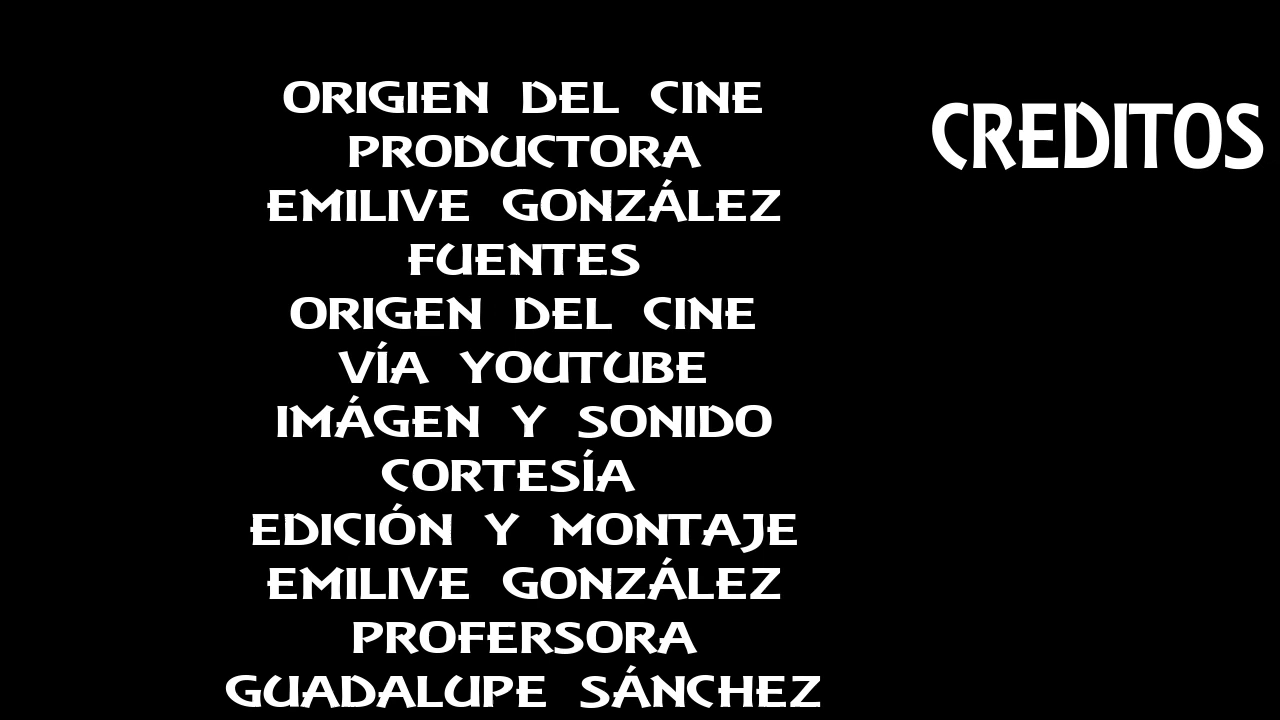 ORIGIEN DEL CINE
PRODUCTORA
EMILIVE GONZÁLEZ
FUENTES
ORIGEN DEL CINE
VÍA YOUTUBE
IMÁGEN Y SONIDO
CORTESÍA
EDICIÓN Y MONTAJE
EMILIVE GONZÁLEZ
PROFERSORA
GUADALUPE SÁNCHEZ
CREDITOS